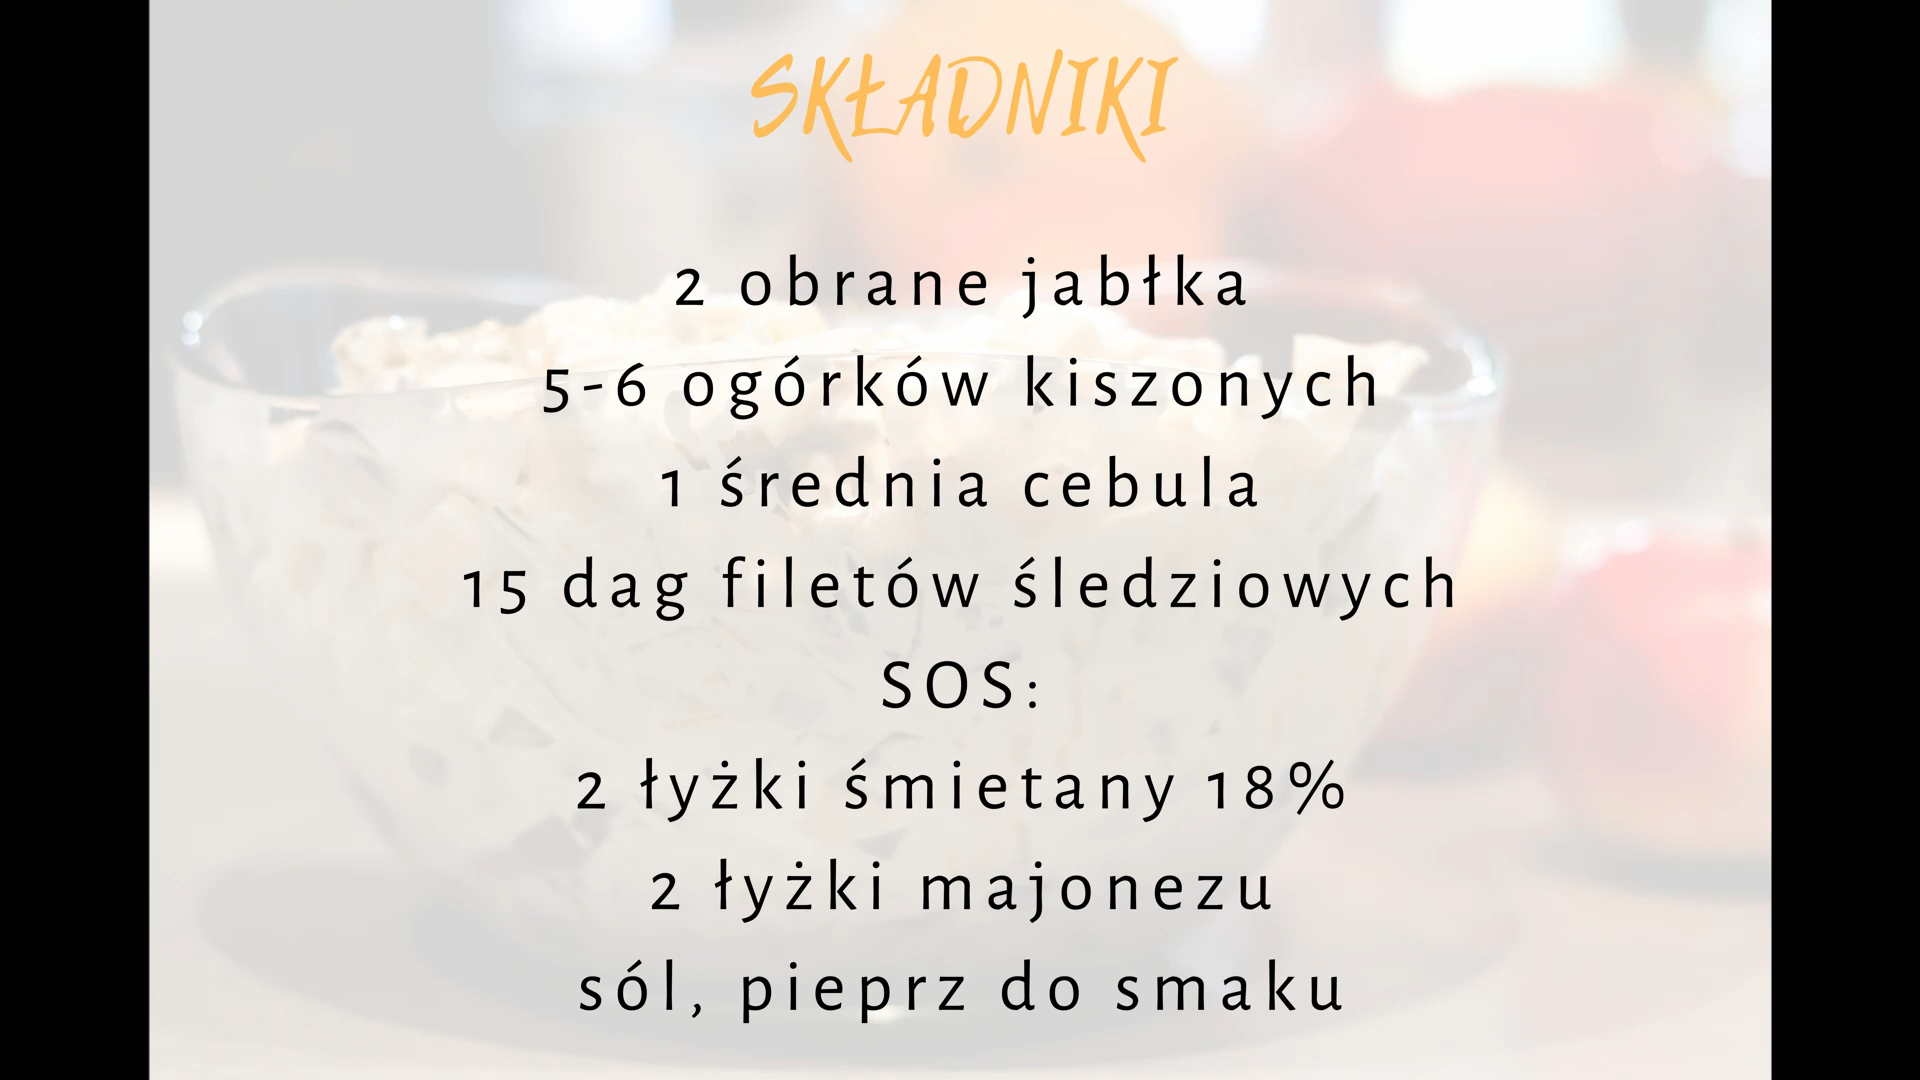 SKŁADNIKI
2 obrane jabłka
5-6 ogórków kiszonych
1 średnia cebula
15 dag filetów śledziowych
SOS:
2 łyżki śmietany 18%
2 łyżki majonezu
sól, pieprz do smaku